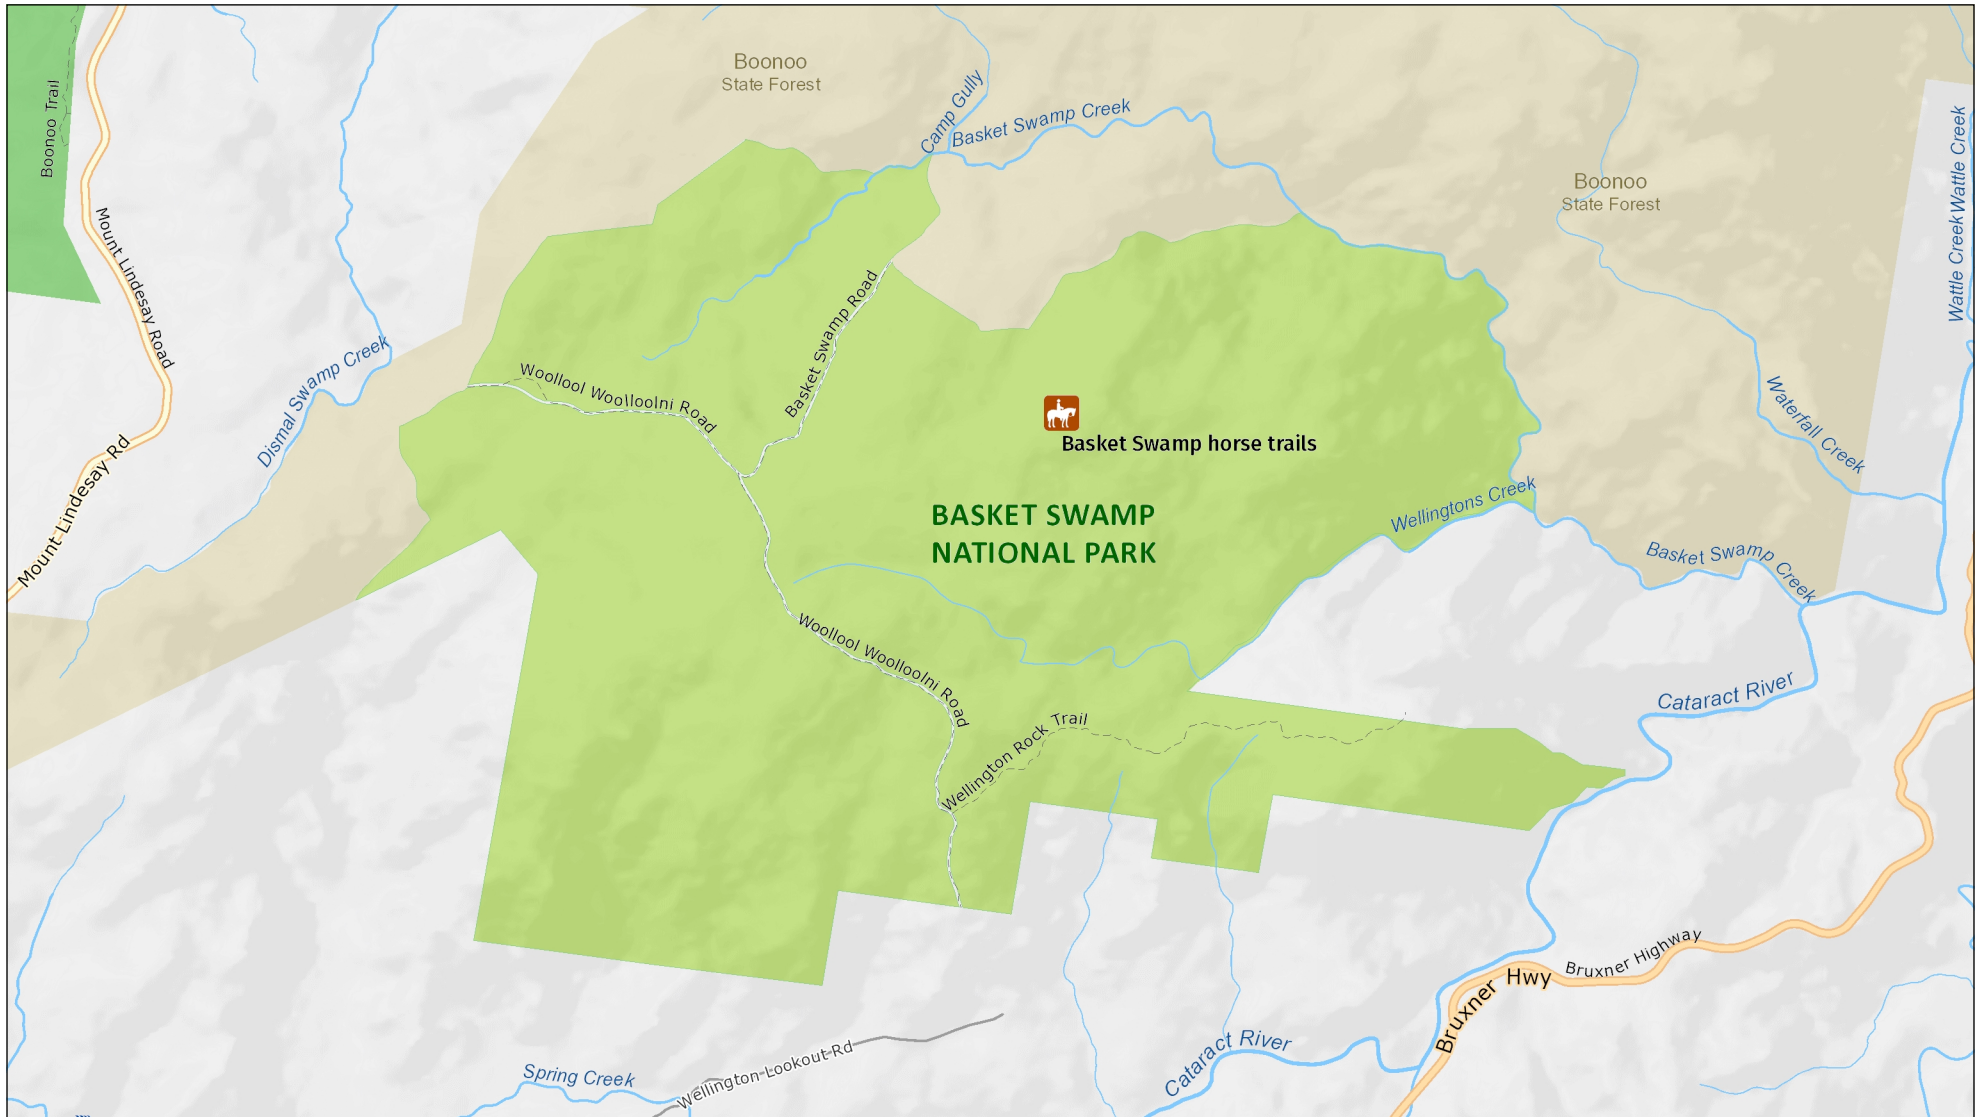 Boonoo
State Forest
Boonoo Trail
Camp Gully
Basket Swamp Creek
Wattle Creek
Wattle Creek
Boonoo
State Forest
Mount Lindesay Road
Basket Swamp Road
Dismal Swamp Creek
Woollool Woolloolni Road
Waterfall Creek
Basket Swamp horse trails
Mount Lindesay Rd
Wellingtons Creek
BASKET SWAMP
NATIONAL PARK
Basket Swamp Creek
Woollool Woolloolni Road
Cataract River
Wellington Rock Trail
Bruxner Highway
Bruxner Hwy
Cataract River
Wellington Lookout Rd
Spring Creek